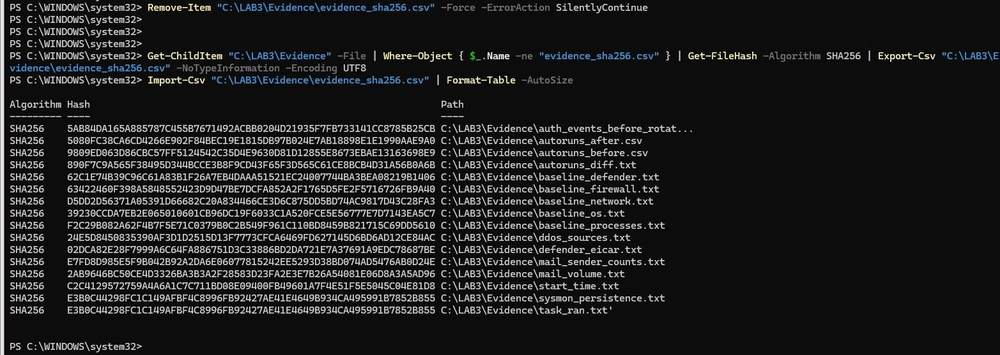 PS C:\WINDOWS\system32> Remove-Item "C:\LAB3\Evidence\evidence_sha256.csv" -Force -ErrorAction SilentlyContinue
PS C:\WINDOWS\system32>
PS C:\WINDOWS\system32>
PS C:\WINDOWS\system32>
PS C:\WINDOWS\system32> Get-ChildItem "C:\LAB3\Evidence" -File | Where-Object { $_.Name -ne "evidence_sha256.csv" } | Get-FileHash -Algorithm SHA256 | Export-Csv "C:\LAB3\E
vidence\evidence_sha256.csv" -NoTypeInformation -Encoding UTF8
PS C:\WINDOWS\system32> Import-Csv "C:\LAB3\Evidence\evidence_sha256.csv" | Format-Table -AutoSize
Algorithm Hash Path
--------- ---- ----
SHA256 5AB84DA165A885787C455B7671492ACBB0204D21935F7FB733141CC8785B25CB C:\LAB3\Evidence\auth_events_before_rotat...
SHA256 5080FC38CA6CD4266E902F84BEC19E1815DB97B024E7AB18898E1E1990AAE9A0 C:\LAB3\Evidence\autoruns_after.csv
SHA256 9809ED063D86CBC57FF5124542C35D4E9630D81D12855E8673EBAE13163698E9 C:\LAB3\Evidence\autoruns_before.csv
SHA256 890F7C9A565F38495D344BCCE3B8F9CD43F65F3D565C61CE8BCB4D31A56B0A6B C:\LAB3\Evidence\autoruns_diff.txt
SHA256 62C1E74B39C96C61A83B1F26A7EB4DAAA51521EC24007744BA3BEA08219B1406 C:\LAB3\Evidence\baseline_defender.txt
SHA256 63422460F398A5848552423D9D47BE7DCFA852A2F1765D5FE2F5716726FB9A40 C:\LAB3\Evidence\baseline_firewall.txt
SHA256 D5DD2D56371A05391D66682C20A834466CE3D6C875DD5BD74AC9817D43C28FA3 C:\LAB3\Evidence\baseline_network.txt
SHA256 39230CCDA7EB2E065010601CB96DC19F6033C1A520FCE5E56777E7D7143EA5C7 C:\LAB3\Evidence\baseline_os.txt
SHA256 F2C29B082A62F4B7F5E71C0379B0C2B549F961C110BD8459B821715C69DD5610 C:\LAB3\Evidence\baseline_processes.txt
SHA256 24E5D8450835390AF3D1D2515D13F7773CFCA6469FD627145D6BD6AD12CE84AC C:\LAB3\Evidence\ddos_sources.txt
SHA256 02DCA82E28F7999A6C64FA886751D3C33886BD2DA721E7A37691A9EDC78687BE C:\LAB3\Evidence\defender_eicar.txt
SHA256 E7FD8D985E5F9B042B92A2DA6E06077815242EE5293D38BD074AD5476AB0D24E C:\LAB3\Evidence\mail_sender_counts.txt
SHA256 2AB9646BC50CE4D3326BA3B3A2F28583D23FA2E3E7B26A54081E06D8A3A5AD96 C:\LAB3\Evidence\mail_volume.txt
SHA256 C2C4129572759A4A6A1C7C711BD08E09400FB49601A7F4E51F5E5045C04E81D8 C:\LAB3\Evidence\start_time.txt
SHA256 E3B0C44298FC1C149AFBF4C8996FB92427AE41E4649B934CA495991B7852B855 C:\LAB3\Evidence\sysmon_persistence.txt
SHA256 E3B0C44298FC1C149AFBF4C8996FB92427AE41E4649B934CA495991B7852B855 C:\LAB3\Evidence\task_ran.txt'
PS C:\WINDOWS\system32>